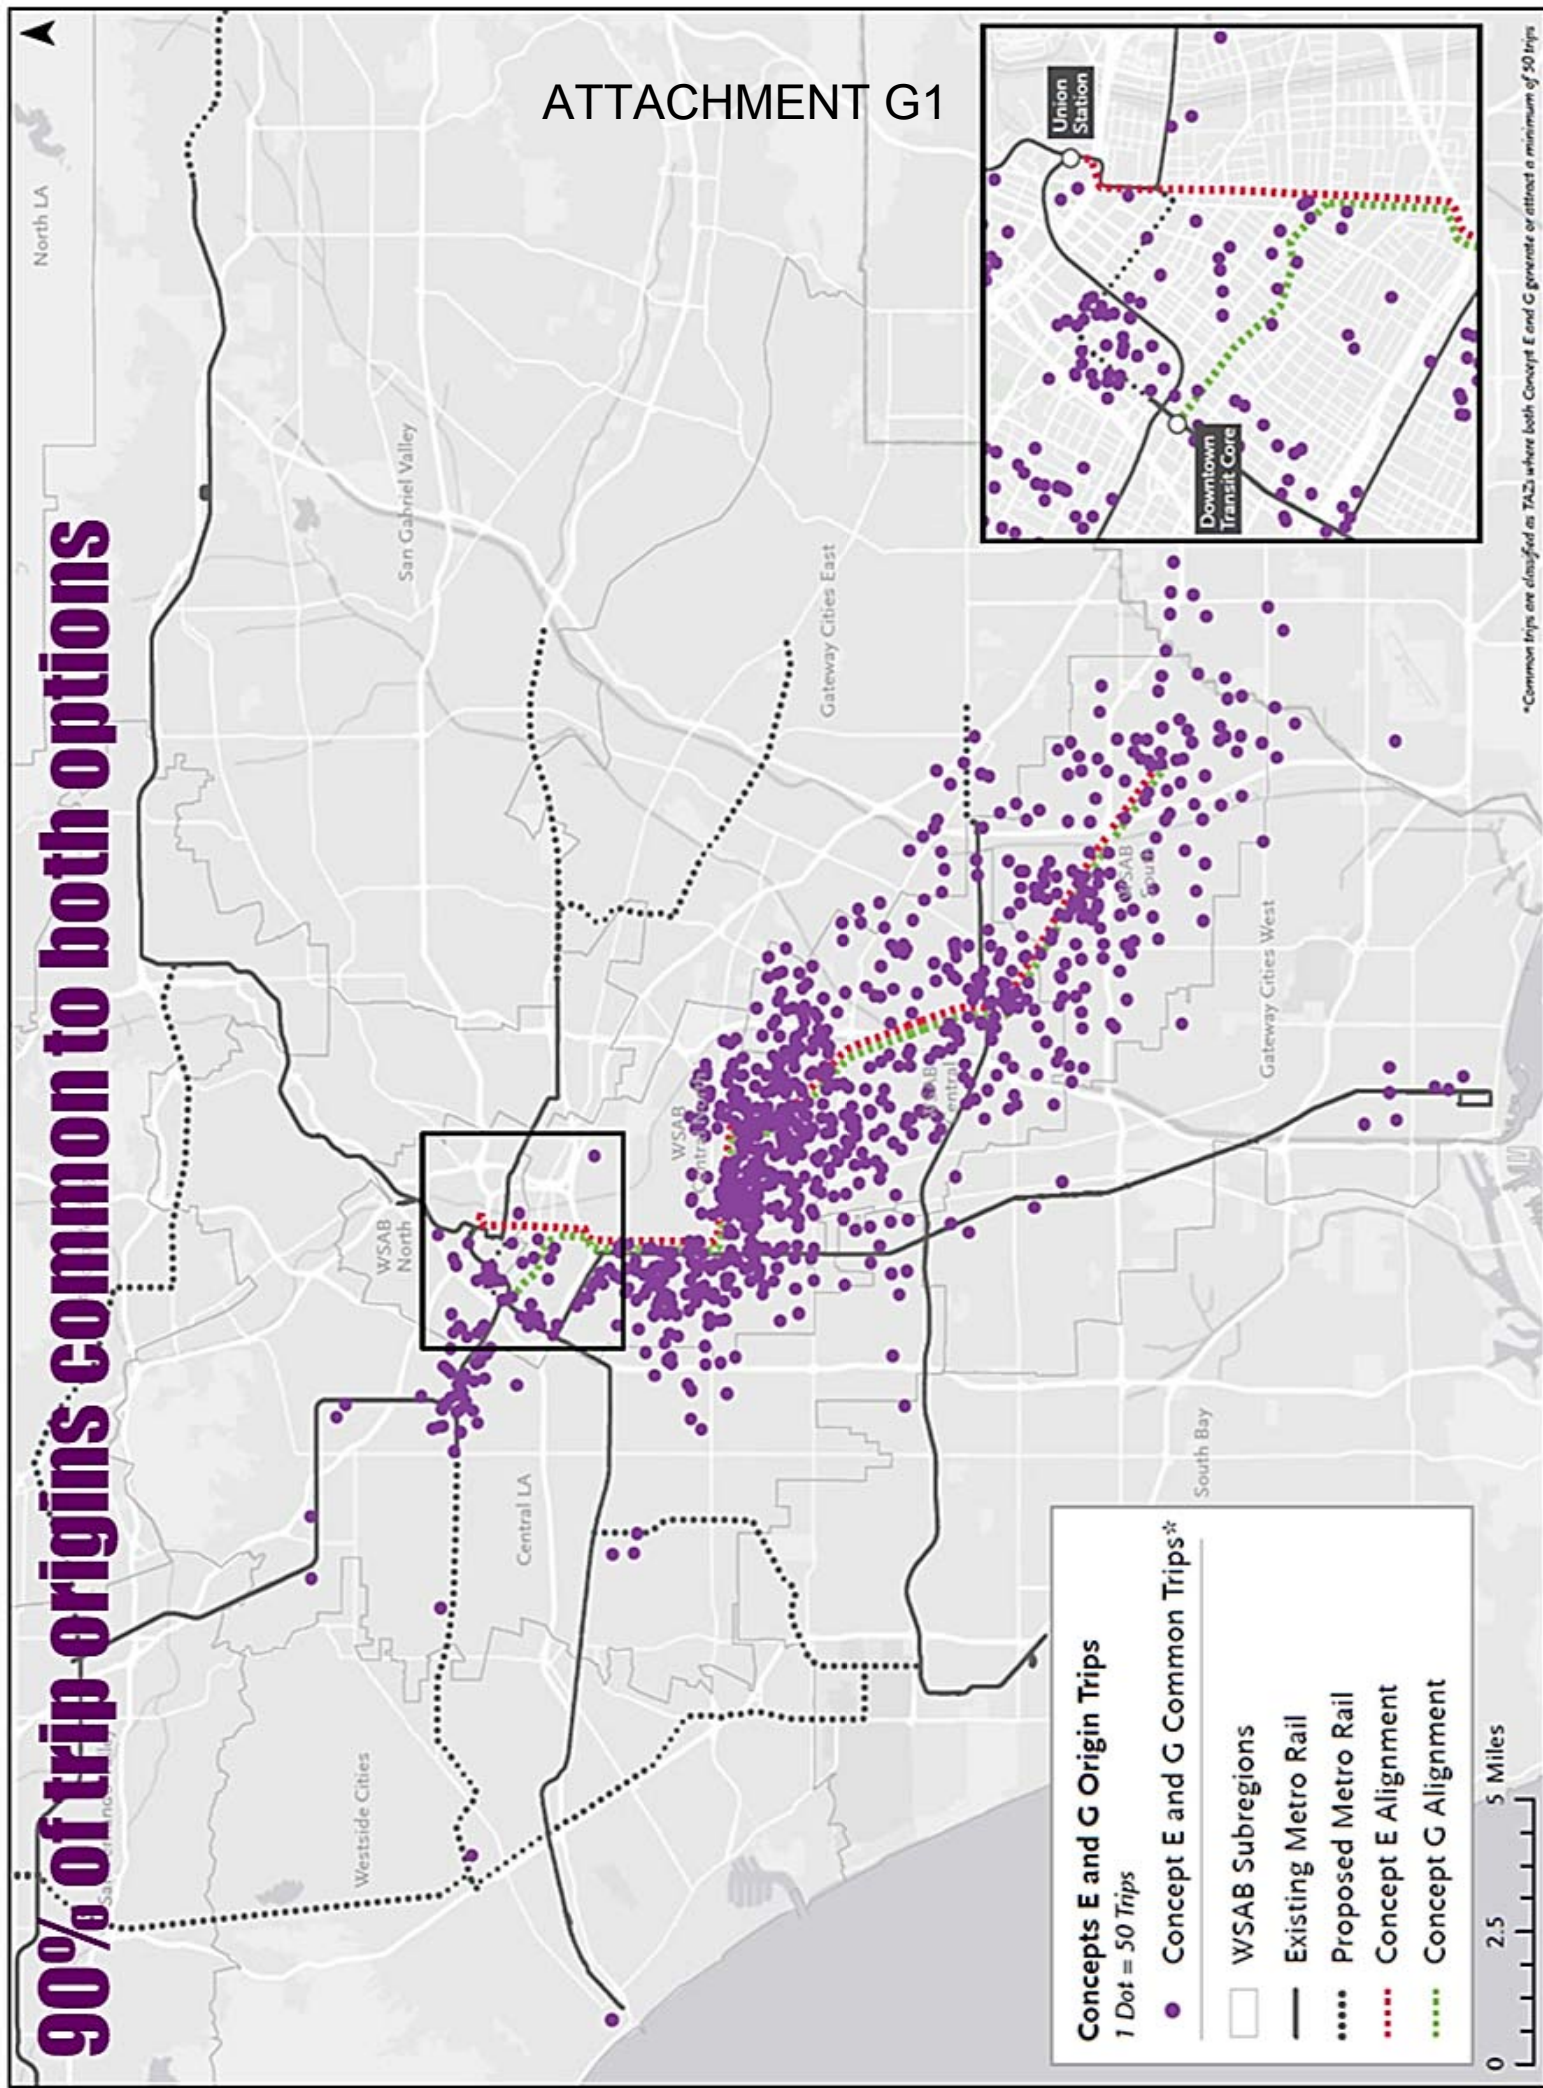 ATTACHMENT G1
90% of trip origins common to both options
North LA
San Gabriel Valley
Gateway Cities East
WSAB
North
WSAB
WSAB
Central
WSAB
South
Gateway Cities West
Central LA
Westside Cities
South Bay
Union
Station
Downtown
Transit Core
Concepts E and G Origin Trips
1 Dot = 50 Trips
Concept E and G Common Trips*
WSAB Subregions
Existing Metro Rail
Proposed Metro Rail
Concept E Alignment
Concept G Alignment
0 2.5 5 Miles
*Common trips are classified as TAZs where both Concept E and G generate or attract a minimum of 50 trips